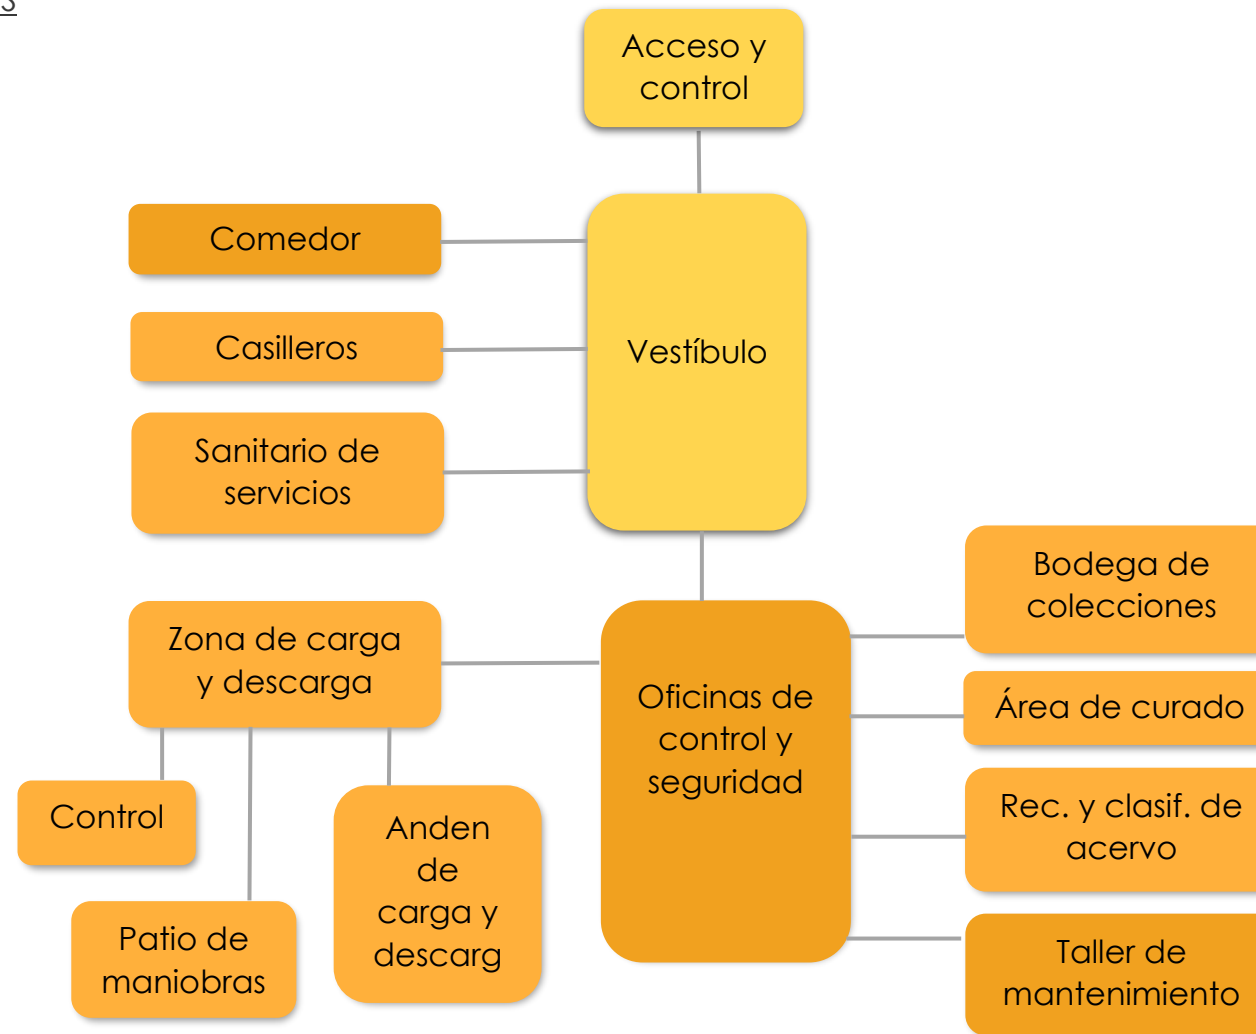 Acceso y
control
Comedor
Casilleros
Vestíbulo
Sanitario de
servicios
Bodega de
colecciones
Zona de carga
y descarga
Oficinas de
control y
seguridad
Área de curado
Control
Anden
de
carga y
descarg
Rec. y clasif. de
acervo
Patio de
maniobras
Taller de
mantenimiento